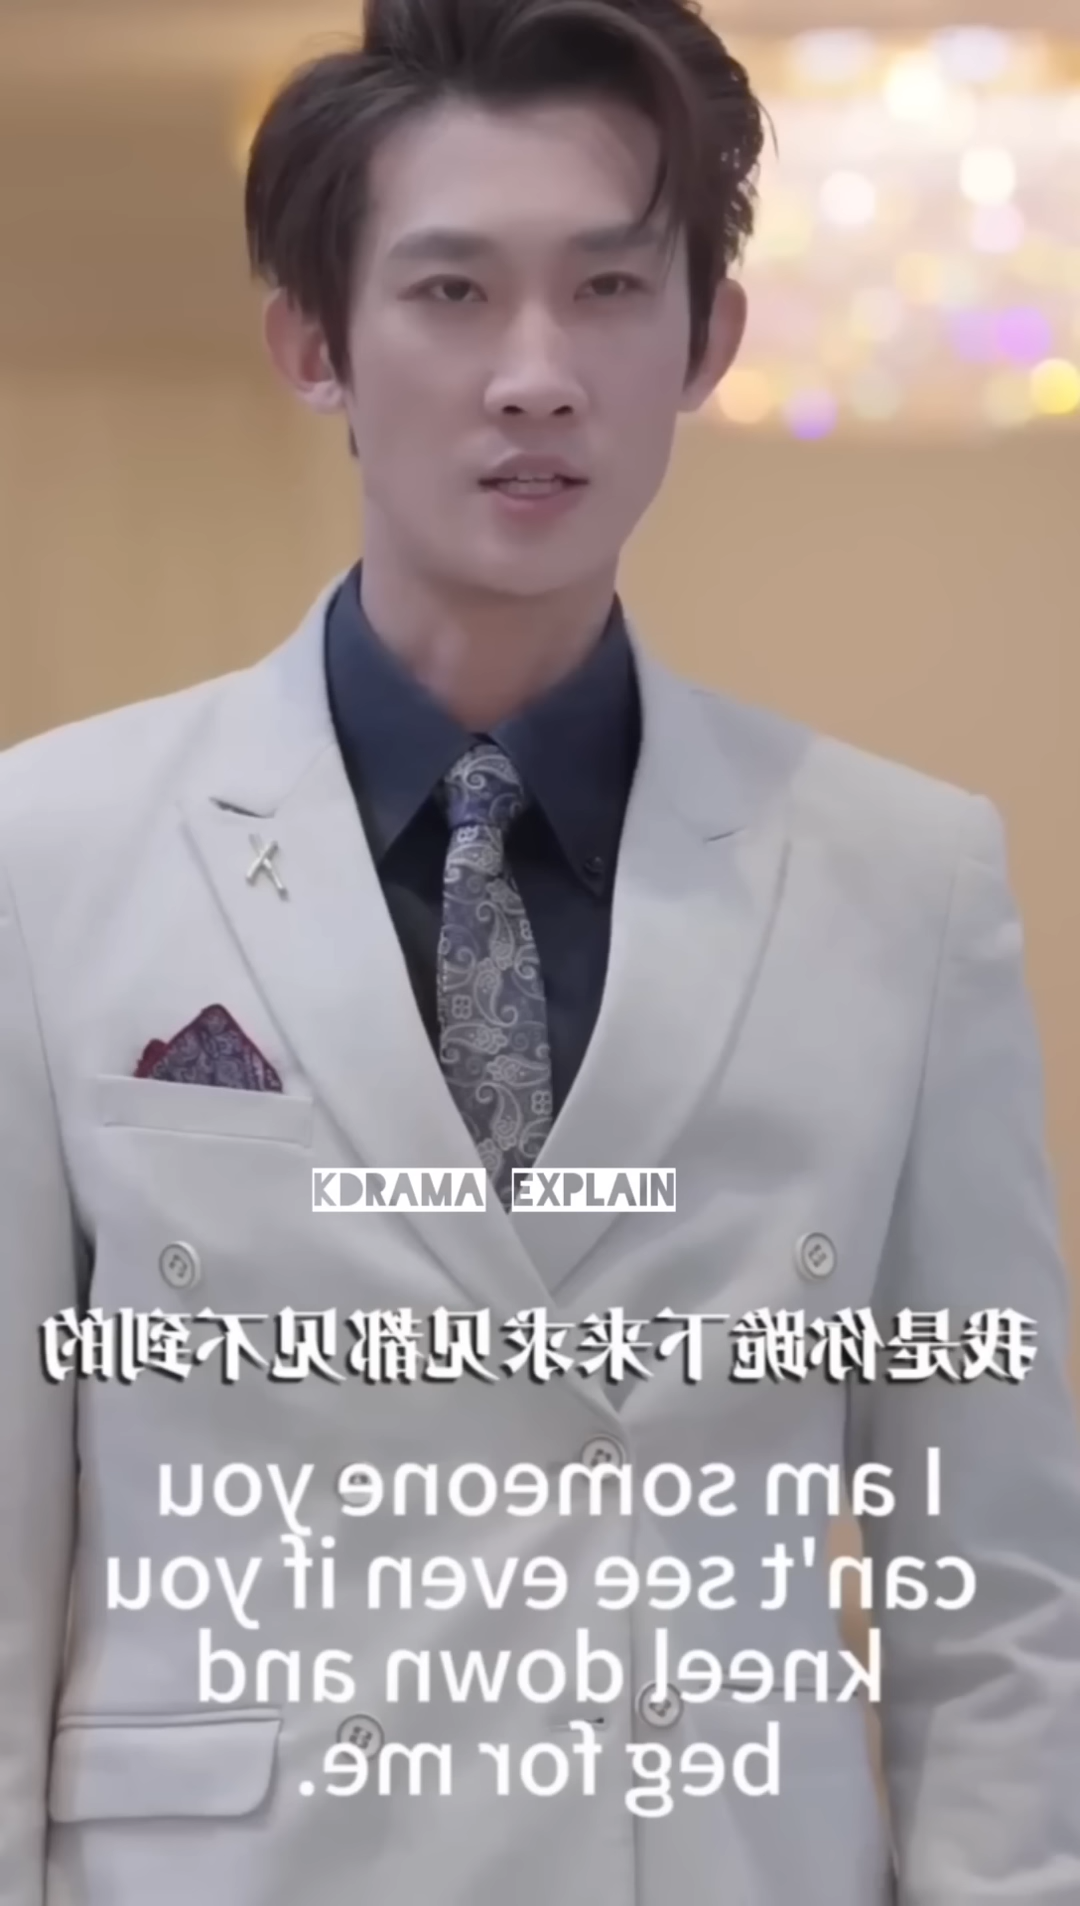 KDRAMA EXPLAIN
我是你跪下来求见都见不到的
I am someone you
can't see even if you
kneel down and
beg for me.